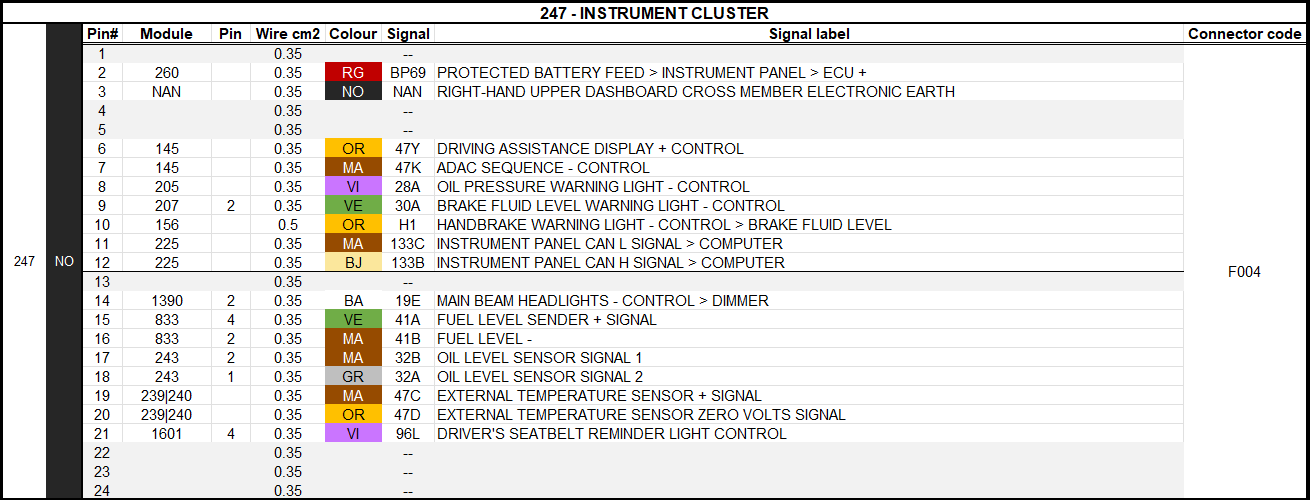 247 - INSTRUMENT CLUSTER
Pin# Module Pin Wire cm2 Colour Signal Signal label Connector code
1 0.35 --
2 260 0.35 RG BP69 PROTECTED BATTERY FEED > INSTRUMENT PANEL > ECU +
3 NAN 0.35 NO NAN RIGHT-HAND UPPER DASHBOARD CROSS MEMBER ELECTRONIC EARTH
4 0.35 --
5 0.35 --
6 145 0.35 OR 47Y DRIVING ASSISTANCE DISPLAY + CONTROL
7 145 0.35 MA 47K ADAC SEQUENCE - CONTROL
8 205 0.35 VI 28A OIL PRESSURE WARNING LIGHT - CONTROL
9 207 2 0.35 VE 30A BRAKE FLUID LEVEL WARNING LIGHT - CONTROL
10 156 0.5 OR H1 HANDBRAKE WARNING LIGHT - CONTROL > BRAKE FLUID LEVEL
11 225 0.35 MA 133C INSTRUMENT PANEL CAN L SIGNAL > COMPUTER
247 NO 12 225 0.35 BJ 133B INSTRUMENT PANEL CAN H SIGNAL > COMPUTER F004
13 0.35 --
14 1390 2 0.35 BA 19E MAIN BEAM HEADLIGHTS - CONTROL > DIMMER
15 833 4 0.35 VE 41A FUEL LEVEL SENDER + SIGNAL
16 833 2 0.35 MA 41B FUEL LEVEL -
17 243 2 0.35 MA 32B OIL LEVEL SENSOR SIGNAL 1
18 243 1 0.35 GR 32A OIL LEVEL SENSOR SIGNAL 2
19 239|240 0.35 MA 47C EXTERNAL TEMPERATURE SENSOR + SIGNAL
20 239|240 0.35 OR 47D EXTERNAL TEMPERATURE SENSOR ZERO VOLTS SIGNAL
21 1601 4 0.35 VI 96L DRIVER'S SEATBELT REMINDER LIGHT CONTROL
22 0.35 --
23 0.35 --
24 0.35 --